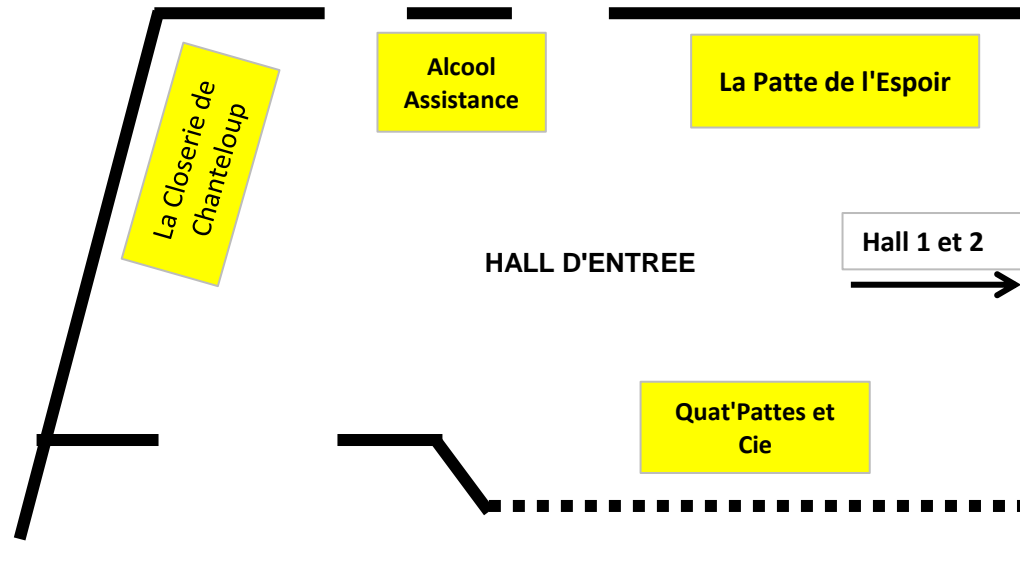 La Closerie de
Chanteloup
Alcool
Assistance
La Patte de l'Espoir
HALL D'ENTREE
Hall 1 et 2
Quat'Pattes et
Cie